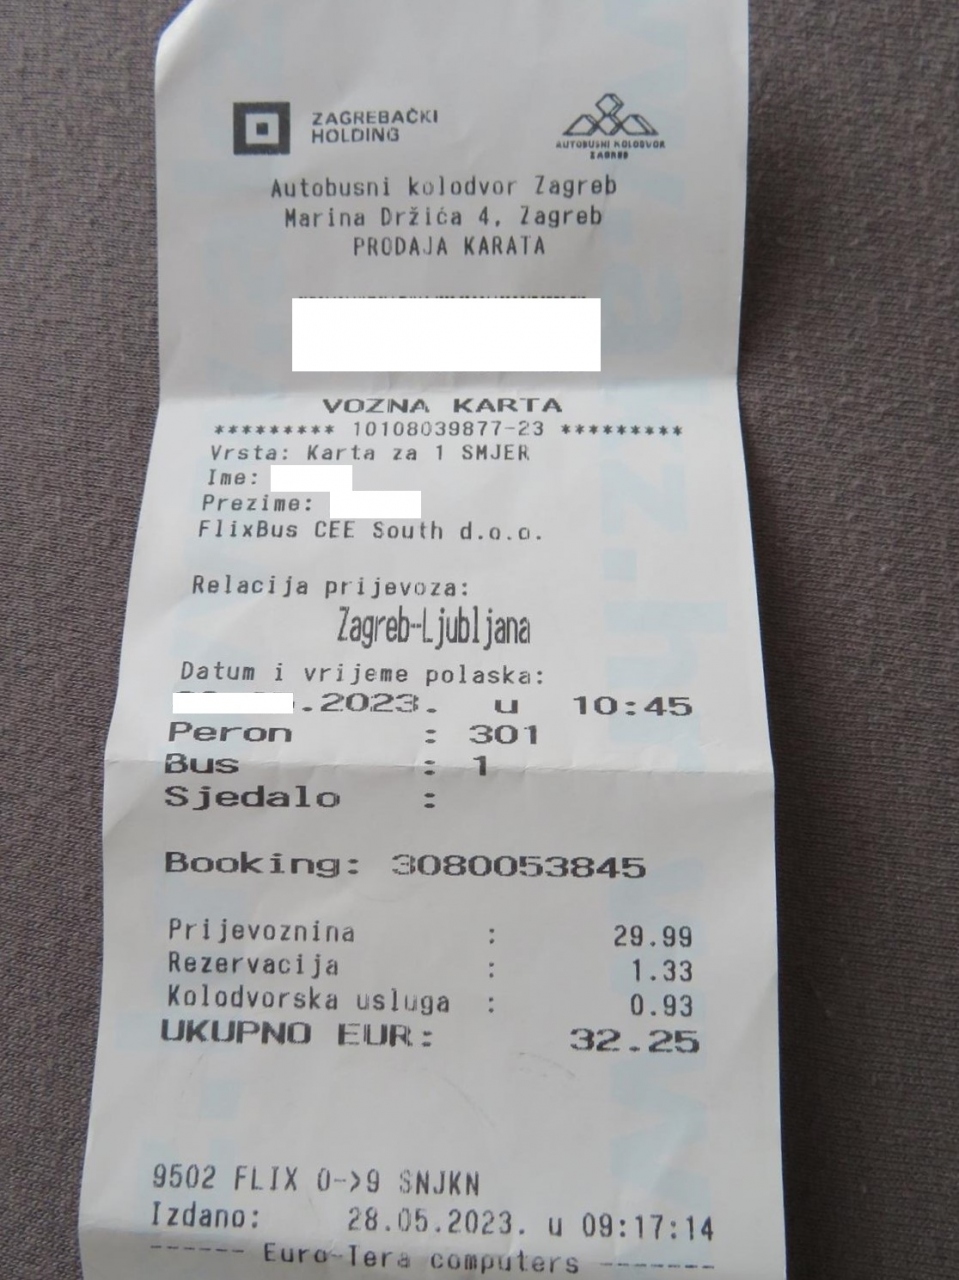 ZAGREBAČKI
HOLDING
AUTOBUSNI KOLODVOR
ZAGREB
Autobusni kolodvor Zagreb
Marina Držića 4, Zagreb
PRODAJA KARATA
VOZNA KARTA
********* 10108039877-23 *********
Vrsta: Karta za 1 SMJER
Ime:
Prezime:
FlixBus CEE South d.o.o.
Relacija prijevoza:
Zagreb-Ljubljana
Datum i vrijeme polaska:
.2023. u 10:45
Peron : 301
Bus : 1
Sjedalo :
Booking: 3080053845
Prijevoznina : 29.99
Rezervacija : 1.33
Kolodvorska usluga : 0.93
UKUPNO EUR: 32.25
9502 FLIX 0->9 SNJKN
Izdano: 28.05.2023. u 09:17:14
------ Euro-Tera computers -------